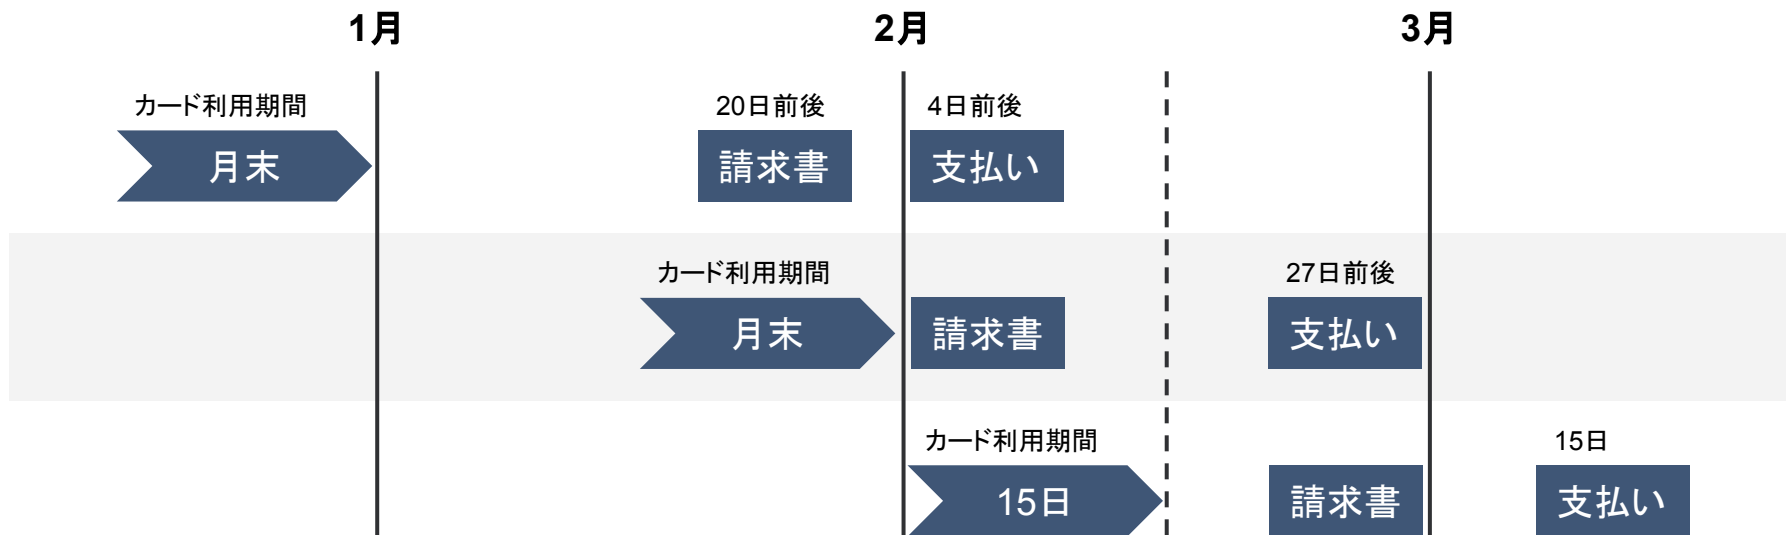 1月
2月
3月
カード利用期間
20日前後
4日前後
月末
請求書
支払い
カード利用期間
27日前後
月末
請求書
支払い
カード利用期間
15日
15日
請求書
支払い